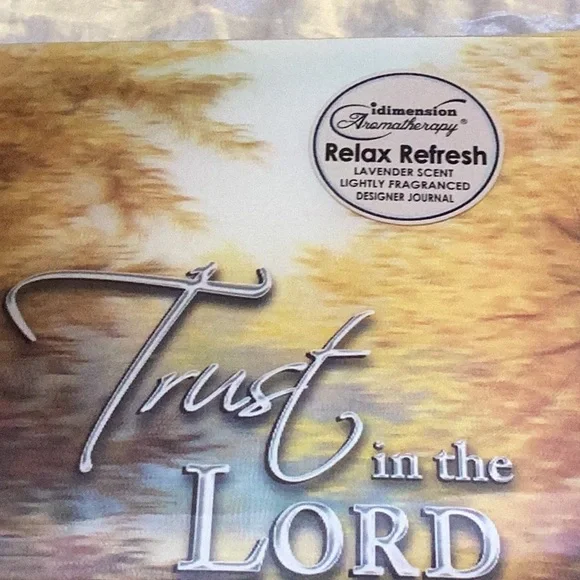 idimension
Aromatherapy®
Relax Refresh
LAVENDER SCENT
LIGHTLY FRAGRANCED
DESIGNER JOURNAL
Trust
in the
LORD